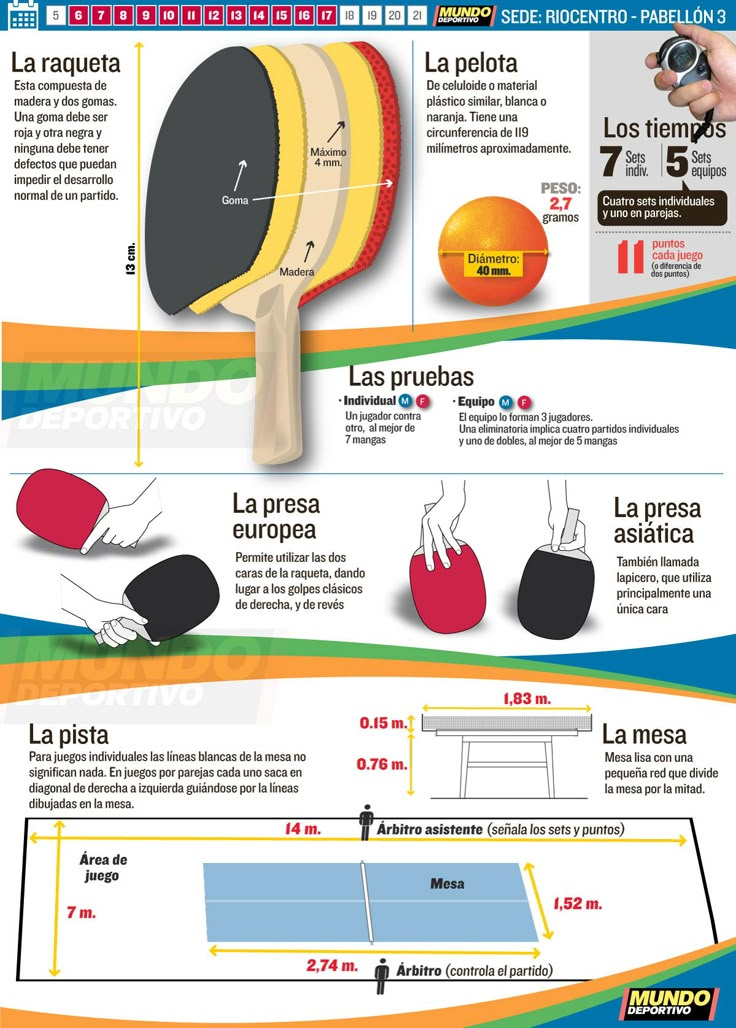 5 6 7 8 9 10 11 12 13 14 15 16 17 18 19 20 21
MUNDO
DEPORTIVO
SEDE: RIOCENTRO - PABELLÓN 3
La raqueta
Esta compuesta de
madera y dos gomas.
Una goma debe ser
roja y otra negra y
ninguna debe tener
defectos que puedan
impedir el desarrollo
normal de un partido.
13 cm.
Goma
Máximo
4 mm.
Madera
La pelota
De celuloide o material
plástico similar, blanca o
naranja. Tiene una
circunferencia de 119
milímetros aproximadamente.
PESO:
2,7
gramos
Diámetro:
40 mm.
Los tiempos
7 Sets
indiv.
5 Sets
equipos
Cuatro sets individuales
y uno en parejas.
11 puntos
cada juego
(o diferencia de
dos puntos)
MUNDO
DEPORTIVO
Las pruebas
· Individual M F
Un jugador contra
otro, al mejor de
7 mangas
· Equipo M F
El equipo lo forman 3 jugadores.
Una eliminatoria implica cuatro partidos individuales
y uno de dobles, al mejor de 5 mangas
La presa
europea
Permite utilizar las dos
caras de la raqueta, dando
lugar a los golpes clásicos
de derecha, y de revés
La presa
asiática
También llamada
lapicero, que utiliza
principalmente una
única cara
MUNDO
DEPORTIVO
La pista
Para juegos individuales las líneas blancas de la mesa no
significan nada. En juegos por parejas cada uno saca en
diagonal de derecha a izquierda guiándose por la líneas
dibujadas en la mesa.
1,83 m.
0.15 m.
0.76 m.
La mesa
Mesa lisa con una
pequeña red que divide
la mesa por la mitad.
14 m.
Árbitro asistente (señala los sets y puntos)
Área de
juego
7 m.
Mesa
1,52 m.
2,74 m.
Árbitro (controla el partido)
MUNDO
DEPORTIVO